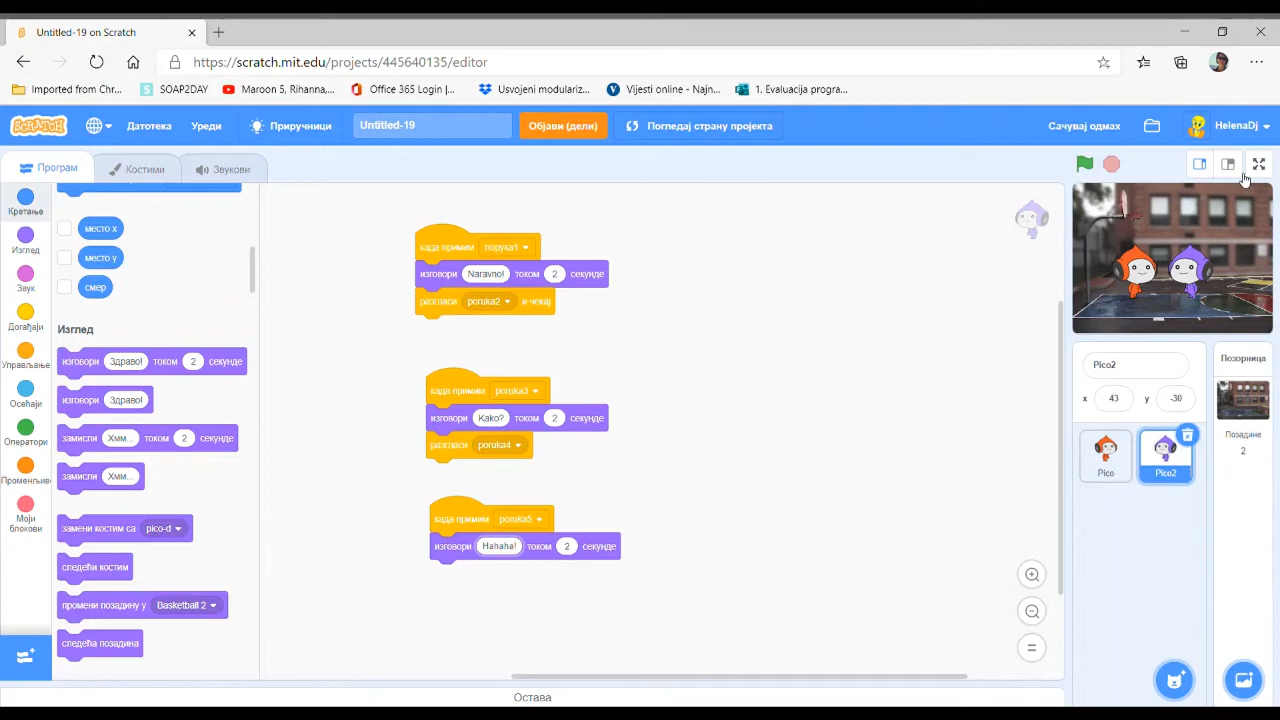 Untitled-19 on Scratch
https://scratch.mit.edu/projects/445640135/editor
Imported from Chr... SOAP2DAY Maroon 5, Rihanna,... Office 365 Login |... Usvojeni modulariz... Vijesti online - Najn... 1. Evaluacija progra...
SCRATCH Датотека Уреди Приручници Untitled-19 Објави (дели) Погледај страну пројекта Сачувај одмах HelenaDj
Програм Костими Звукови
Кретање
Изглед
Звук
Догађаји
Управљање
Осећаји
Оператори
Променљиве
Моји блокови
место x
место y
смер
Изглед
изговори Здраво! током 2 секунде
изговори Здраво!
замисли Хмм... током 2 секунде
замисли Хмм...
замени костим са pico-d
следећи костим
промени позадину у Basketball 2
следећа позадина
када примим порука1
изговори Naravno! током 2 секунде
разгласи poruka2 и чекај
када примим poruka3
изговори Kako? током 2 секунде
разгласи poruka4
када примим poruka5
изговори Hahaha! током 2 секунде
Pico2
x 43 y -30
Pico Pico2
Позорница
Позадине
2
Остава